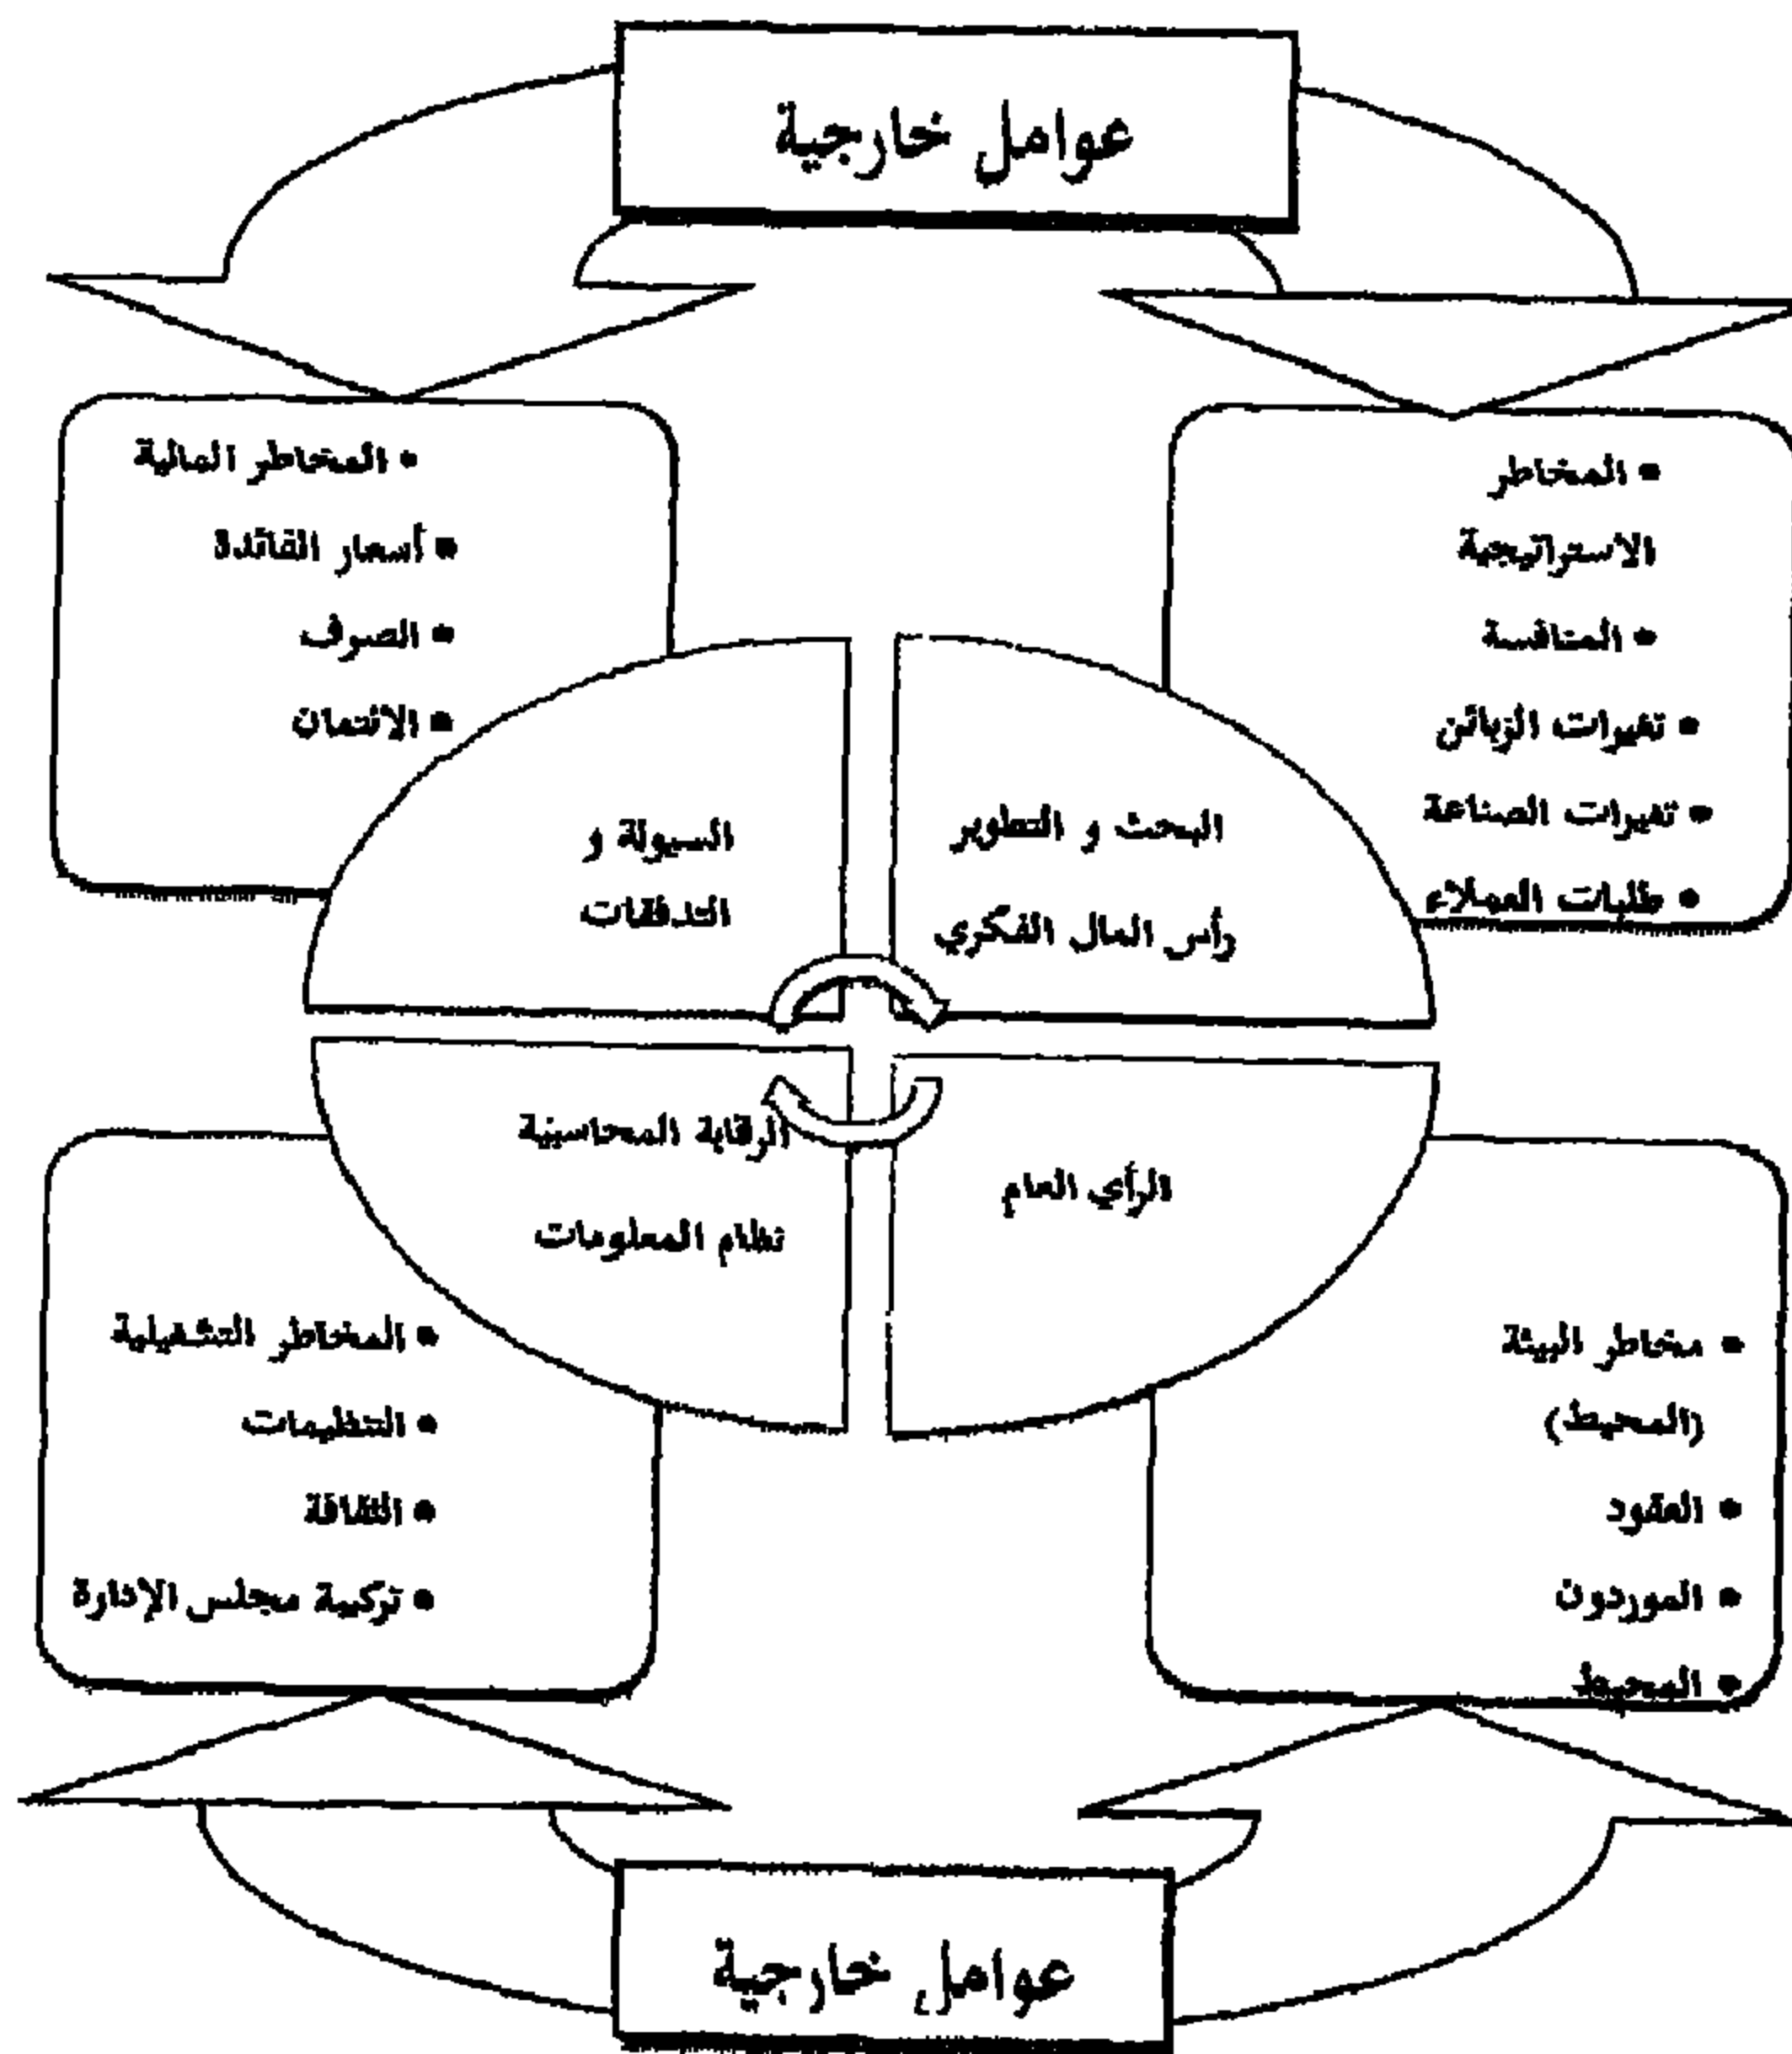 عوامل خارجية
• المخاطر
الاستراتيجية
• المنافسة
• تغيرات الزبائن
• تغيرات الصناعة
• طلبات العملاء
• المخاطر المالية
• أسعار الفائدة
• الصرف
• الائتمان
البحث و التطوير
رأس المال الفكري
السيولة و
التدفقات
الرأي العام
الرقابة المحاسبية
نظام المعلومات
• مخاطر البيئة
(المحيط)
• العقود
• الموردون
• المحيط
• المخاطر التشغيلية
• التنظيمات
• الثقافة
• تركيبة مجلس الإدارة
عوامل خارجية